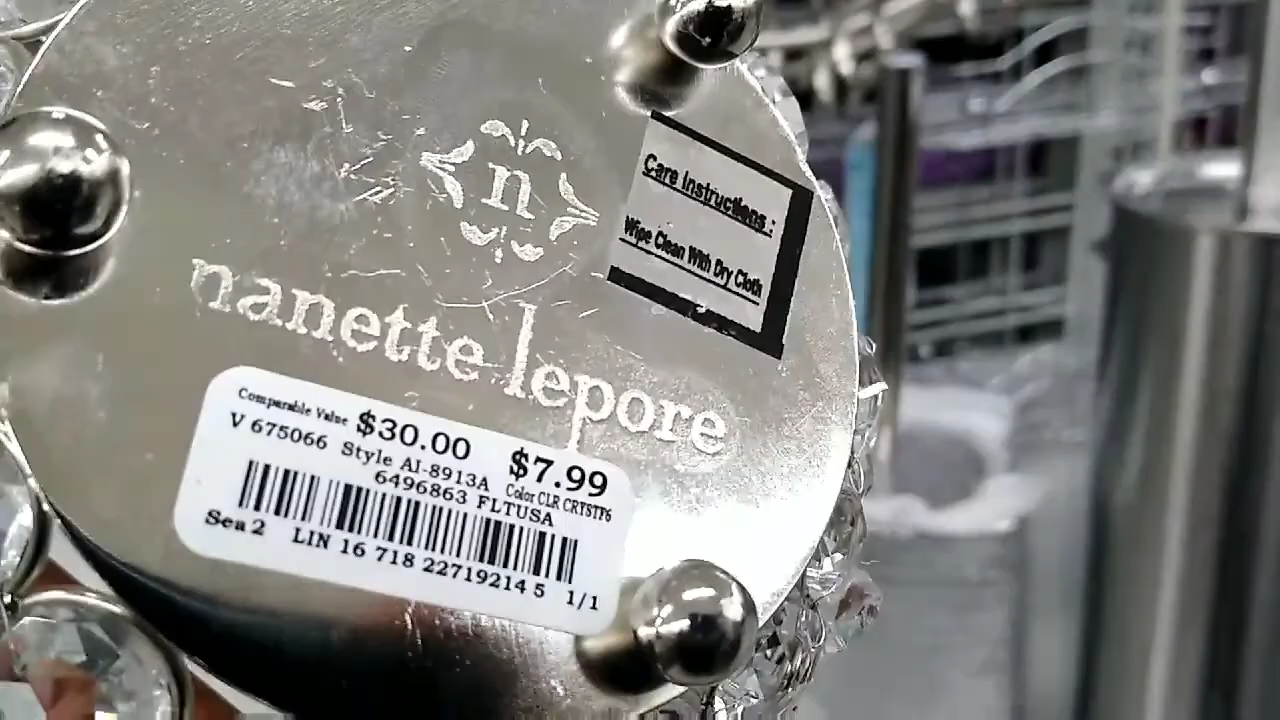 n
nanette lepore
Care Instructions :
Wipe Clean With Dry Cloth
Comparable Value $30.00 $7.99
V 675066 Style AI-8913A Color CLR CRYSTF6
6496863 FLTUSA
Sea 2 LIN 16 718 22719214 5 1/1